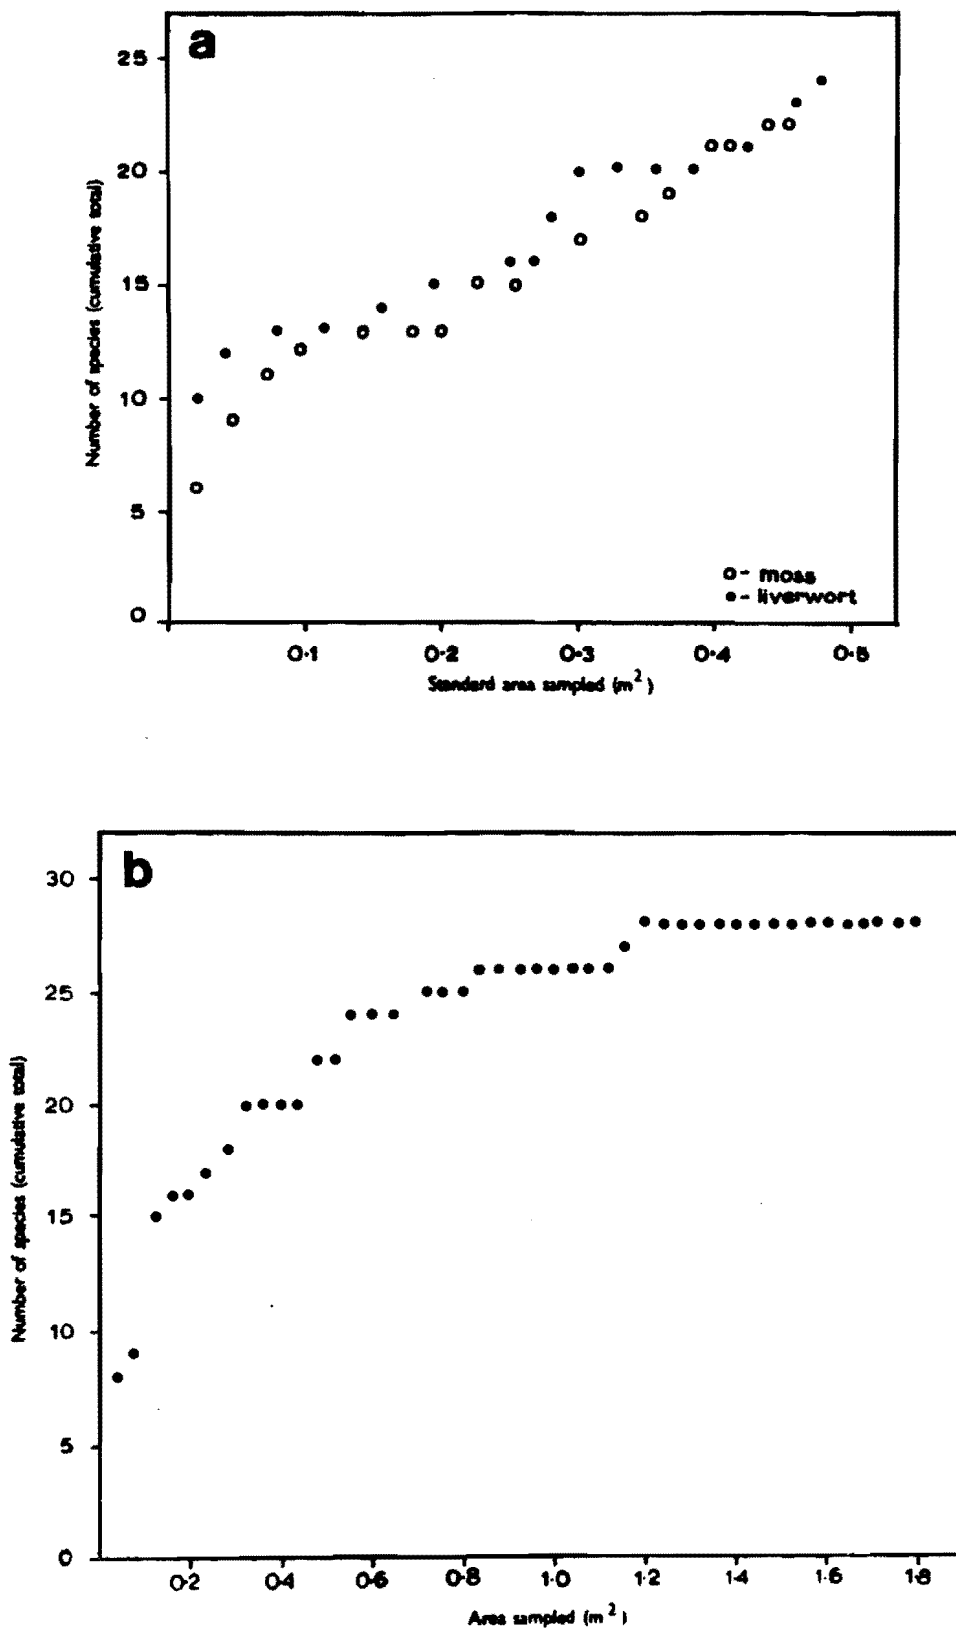 a
25
20
15
10
5
0
Number of species (cumulative total)
o - moss
• - liverwort
0·1 0·2 0·3 0·4 0·5
Standard area sampled (m²)
b
30
25
20
15
10
5
0
Number of species (cumulative total)
0·2 0·4 0·6 0·8 1·0 1·2 1·4 1·6 1·8
Area sampled (m²)